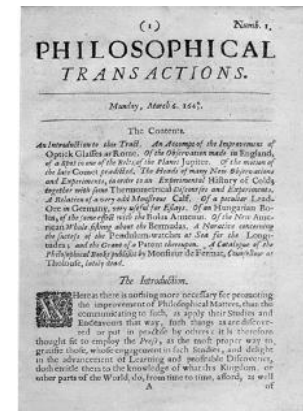 ( 1 ) Numb. 1.
PHILOSOPHICAL
TRANSACTIONS.
Munday, March 6. 166
The Contents.
An Introduction to this Tract. An Accompt of the Improvement of
Optick Glasses at Rome. Of the Observation made in England,
of a Spot in one of the Belts of the Planet Jupiter. Of the motion of
the late Comet prædicted. The Heads of many New Observations
and Experiments, in order to an Experimental History of Cold;
together with some Thermometrical Discourses and Experiments.
A Relation of a very odd Monstrous Calf. Of a peculiar Lead-
Ore in Germany, very useful for Essays. Of an Hungarian Bo-
lus, of the same effect with the Bolus Armenus. Of the New Ame-
rican Whale-fishing about the Bermudas. A Narative concerning
the success of the Pendulum-watches at Sea for the Longi-
tudes; and the Grant of a Patent thereupon. A Catalogue of the
Philosophical Books publisht by Monsieur de Fermat, Counsellour at
Tholouse, lately dead.
The Introduction.
WHereas there is nothing more necessary for promoting
the improvement of Philosophical Matters, than the
communicating to such, as apply their Studies and
Endeavours that way, such things as are discove-
red or put in practise by others; it is therefore
thought fit to employ the Press, as the most proper way to
gratifie those, whose engagement in such Studies, and delight
in the advancement of Learning and profitable Discoveries,
doth entitle them to the knowledge of what this Kingdom, or
other parts of the World, do, from time to time, afford, as well
A of